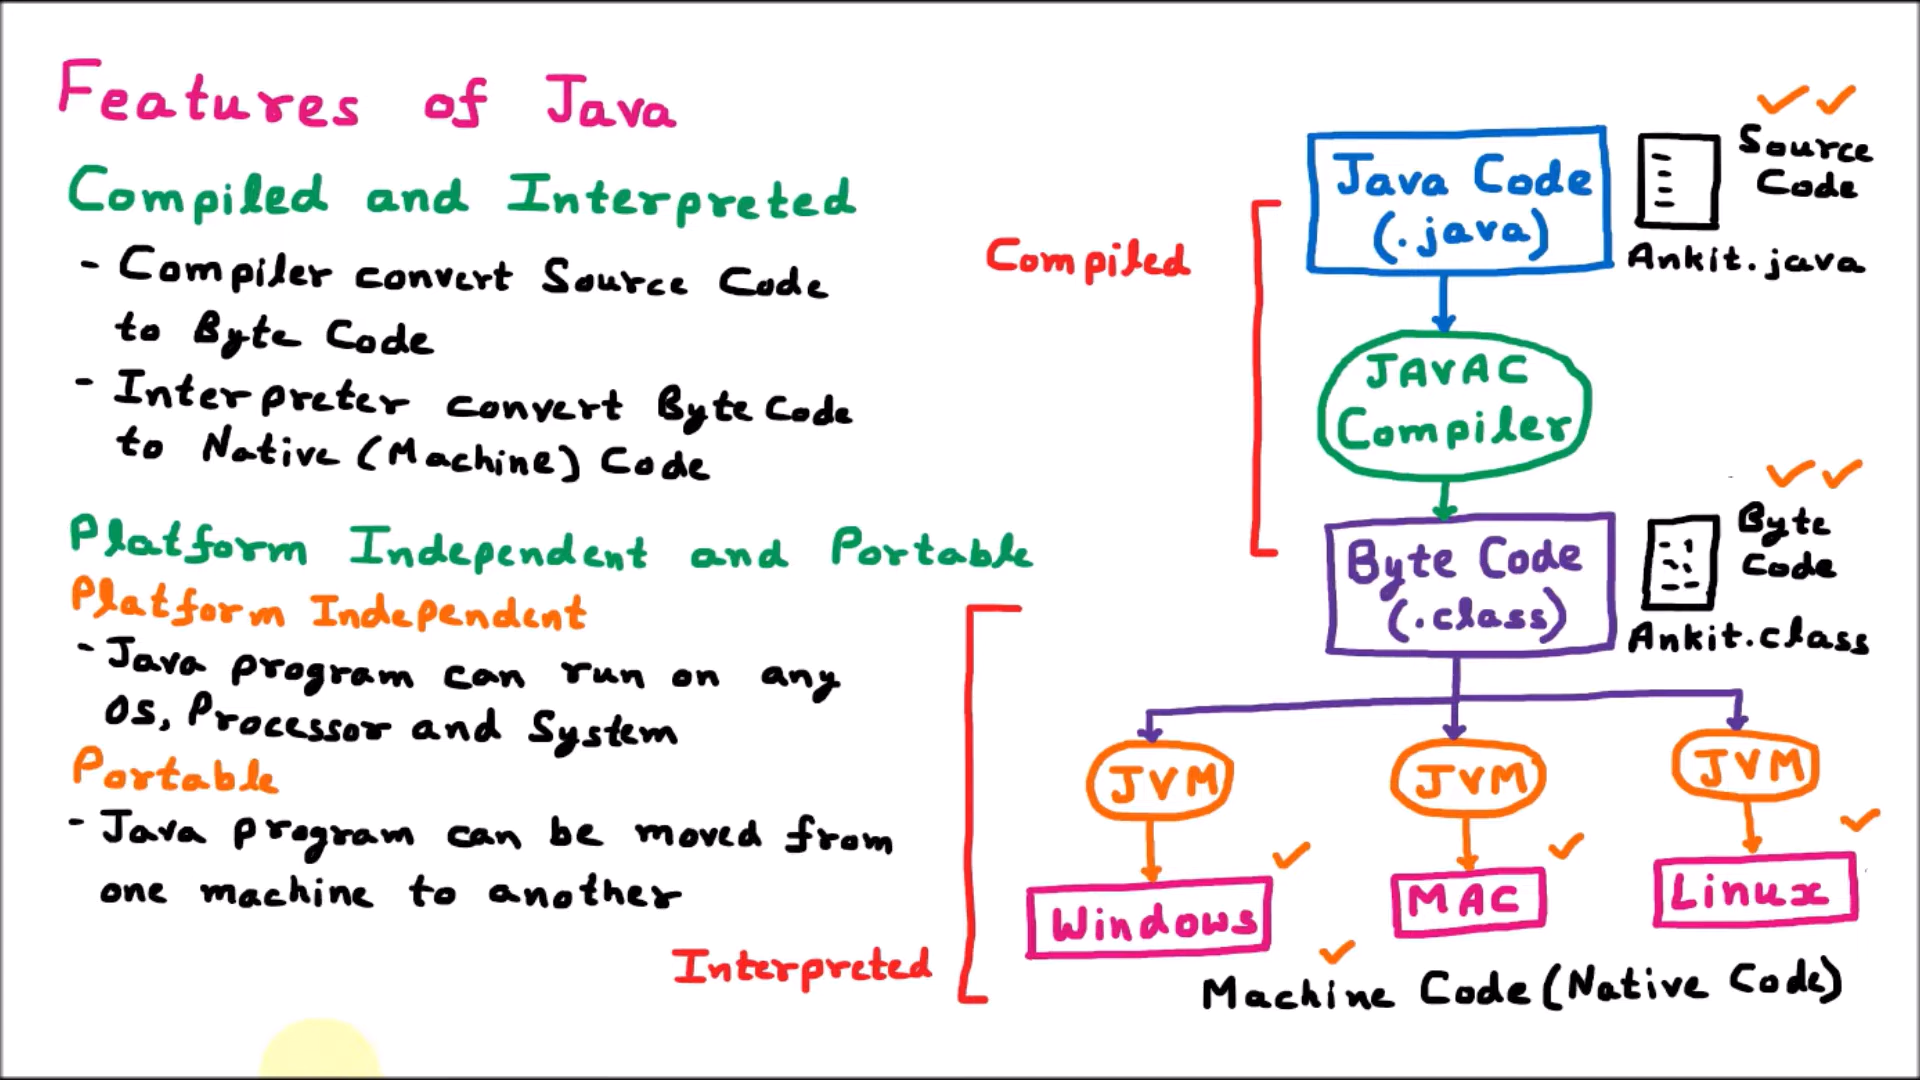 Features of Java
Compiled and Interpreted
- Compiler convert Source Code
to Byte Code
- Interpreter convert Byte Code
to Native (Machine) Code
Platform Independent and Portable
Platform Independent
- Java program can run on any
OS, Processor and System
Portable
- Java program can be moved from
one machine to another
Compiled
Java Code
(.java)
Source
Code
Ankit.java
JAVAC
Compiler
Byte Code
(.class)
Byte
Code
Ankit.class
Interpreted
JVM
JVM
JVM
Windows
MAC
Linux
Machine Code (Native Code)